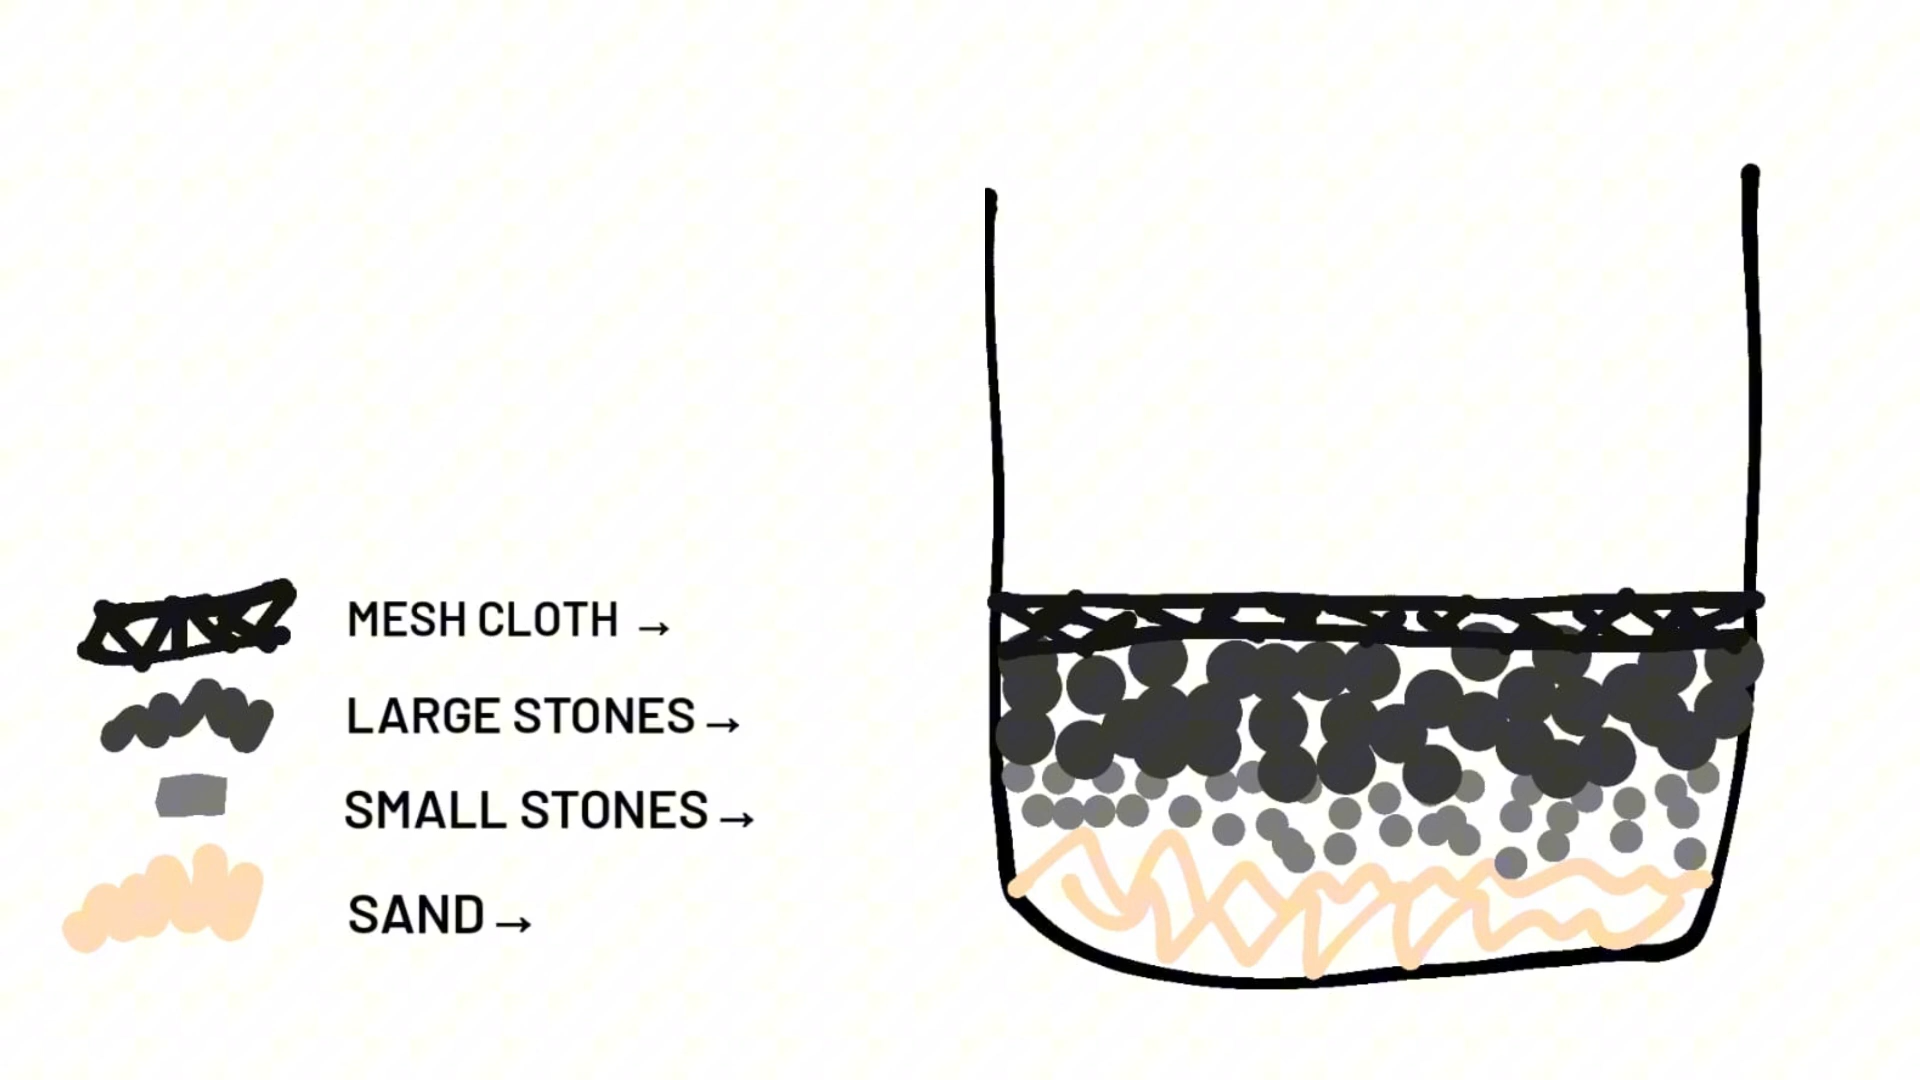 MESH CLOTH →
LARGE STONES →
SMALL STONES →
SAND →